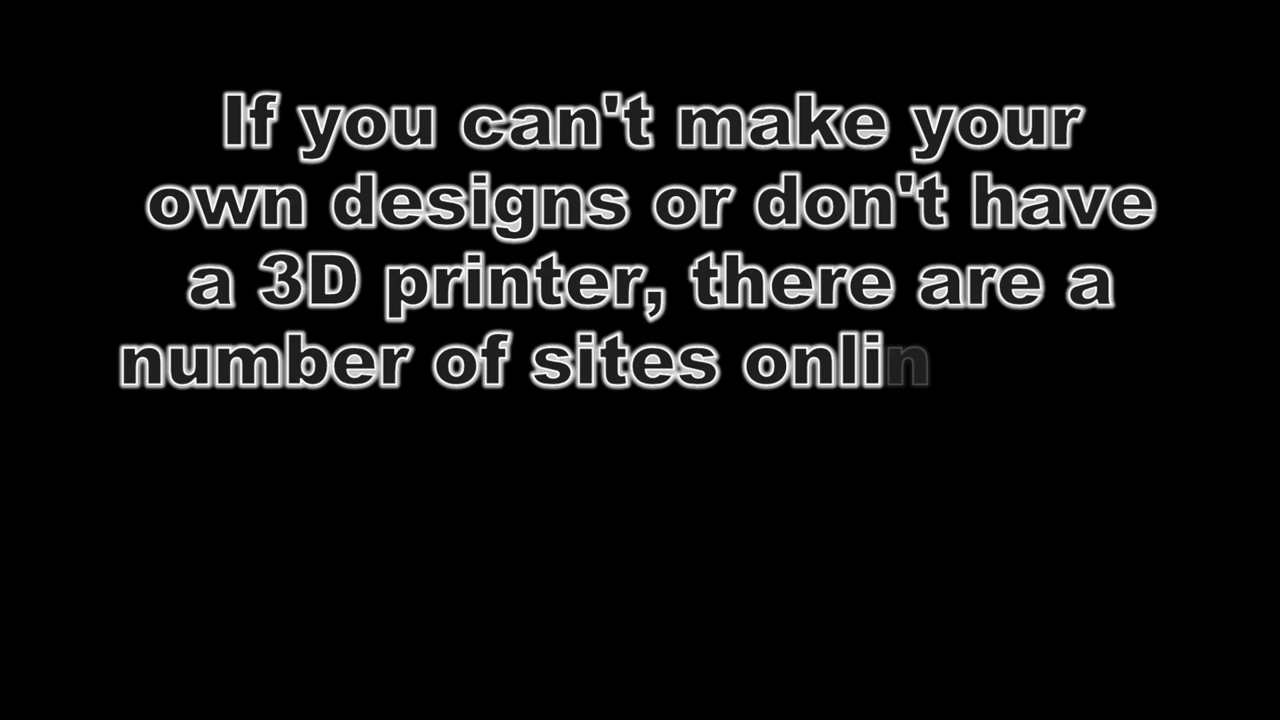 If you can't make your
own designs or don't have
a 3D printer, there are a
number of sites onlin